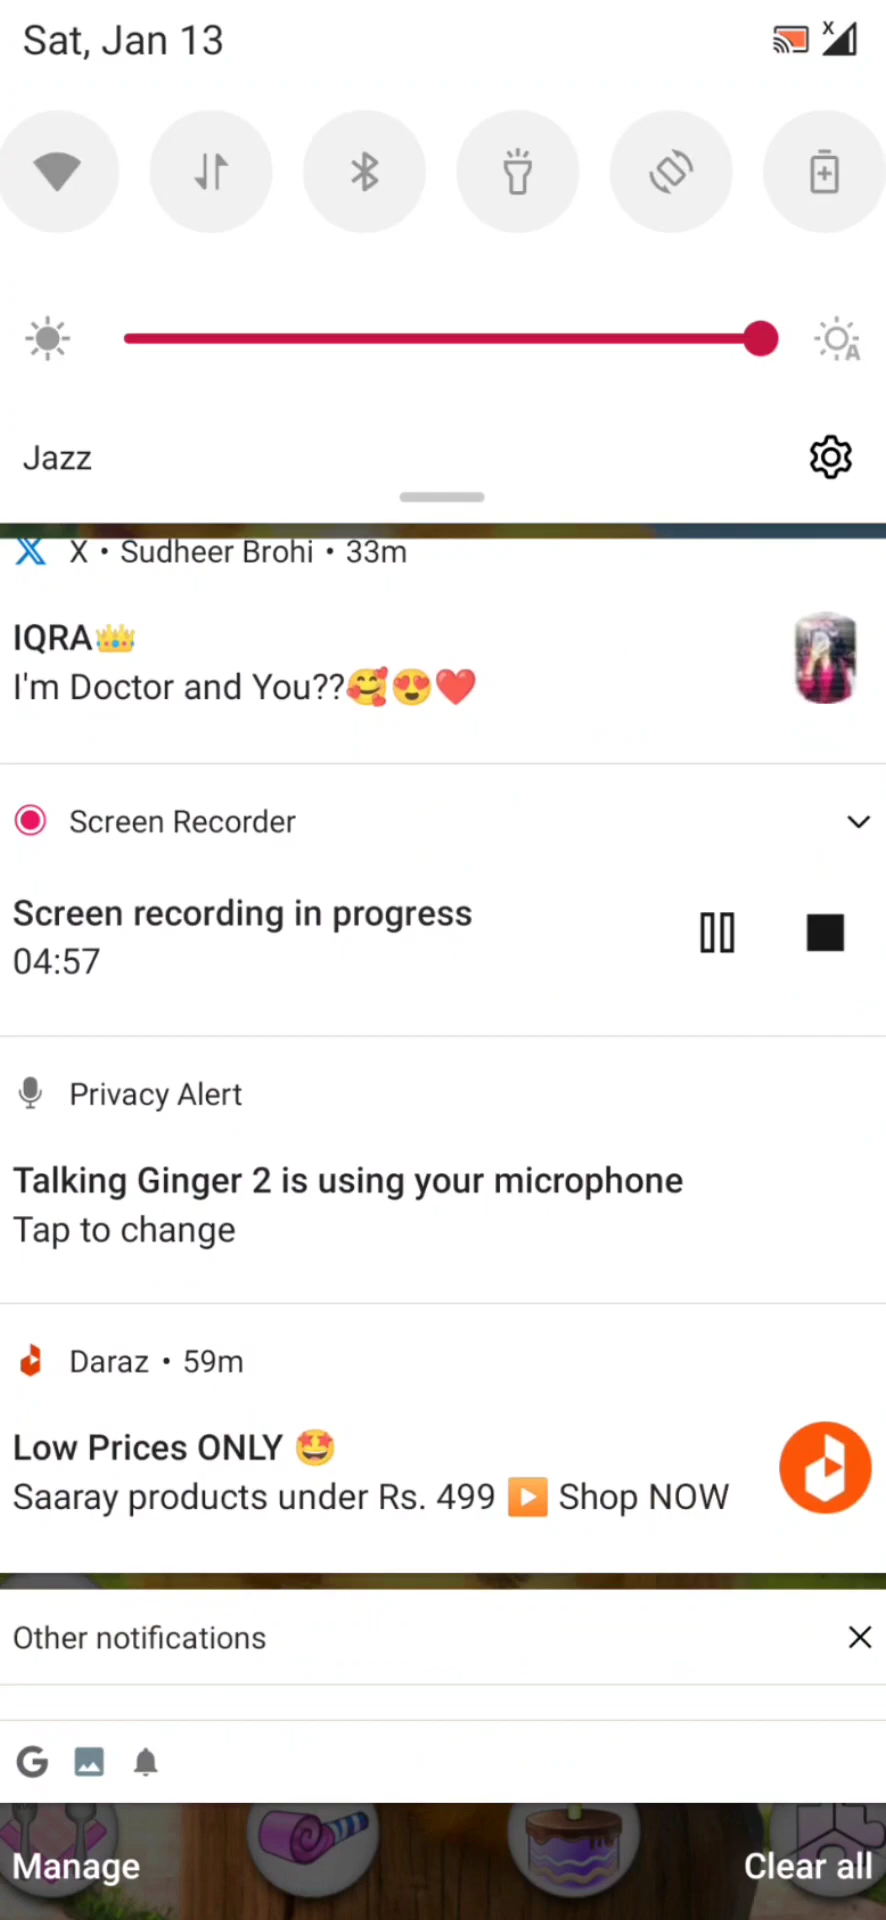 Sat, Jan 13
x
A
Jazz
X • Sudheer Brohi • 33m
IQRA👑
I'm Doctor and You??🥰😍❤️
Screen Recorder
Screen recording in progress
04:57
Privacy Alert
Talking Ginger 2 is using your microphone
Tap to change
Daraz • 59m
Low Prices ONLY 🤩
Saaray products under Rs. 499 ▶️ Shop NOW
Other notifications
G
Manage
Clear all